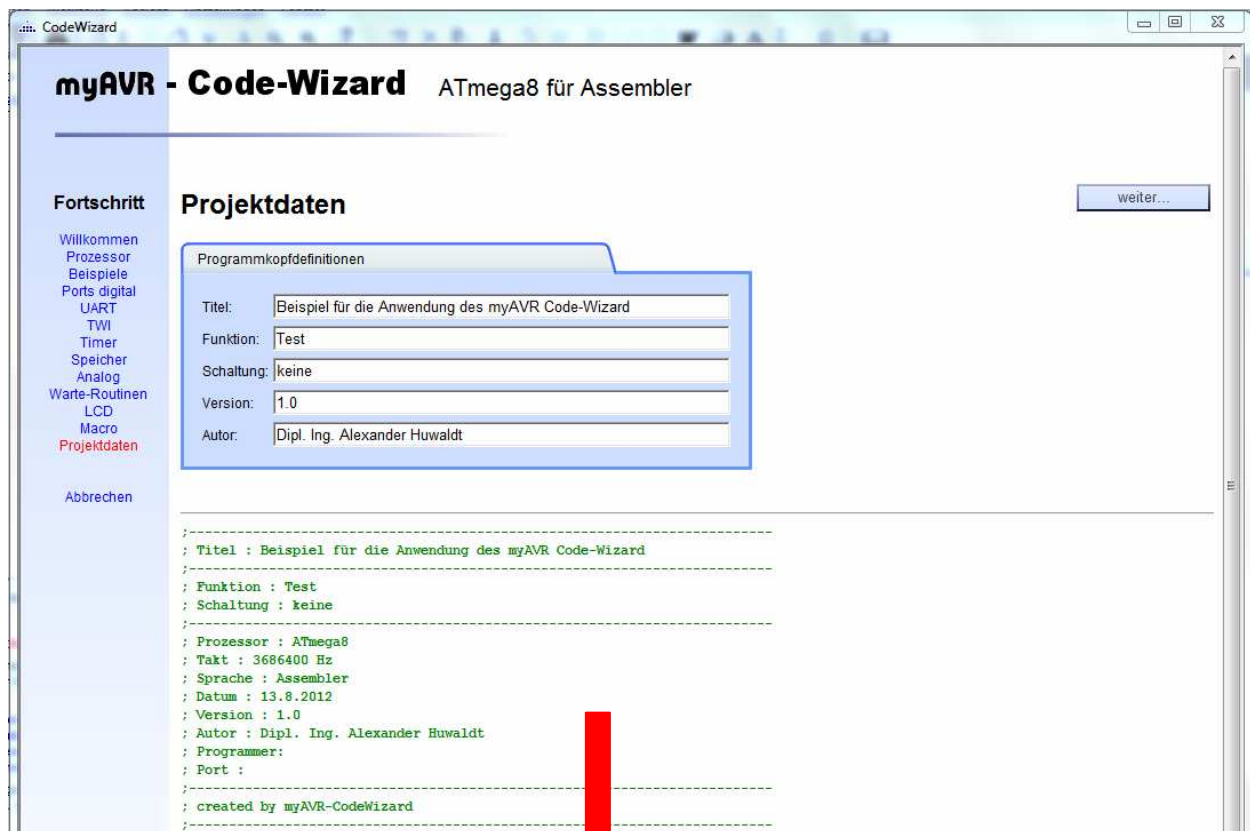 CodeWizard
myAVR - Code-Wizard ATmega8 für Assembler
Fortschritt
Willkommen
Prozessor
Beispiele
Ports digital
UART
TWI
Timer
Speicher
Analog
Warte-Routinen
LCD
Macro
Projektdaten
Abbrechen
Projektdaten
weiter...
Programmkopfdefinitionen
Titel: Beispiel für die Anwendung des myAVR Code-Wizard
Funktion: Test
Schaltung: keine
Version: 1.0
Autor: Dipl. Ing. Alexander Huwaldt
;------------------------------------------------------------------------
; Titel : Beispiel für die Anwendung des myAVR Code-Wizard
;------------------------------------------------------------------------
; Funktion : Test
; Schaltung : keine
;------------------------------------------------------------------------
; Prozessor : ATmega8
; Takt : 3686400 Hz
; Sprache : Assembler
; Datum : 13.8.2012
; Version : 1.0
; Autor : Dipl. Ing. Alexander Huwaldt
; Programmer:
; Port :
;------------------------------------------------------------------------
; created by myAVR-CodeWizard
;------------------------------------------------------------------------